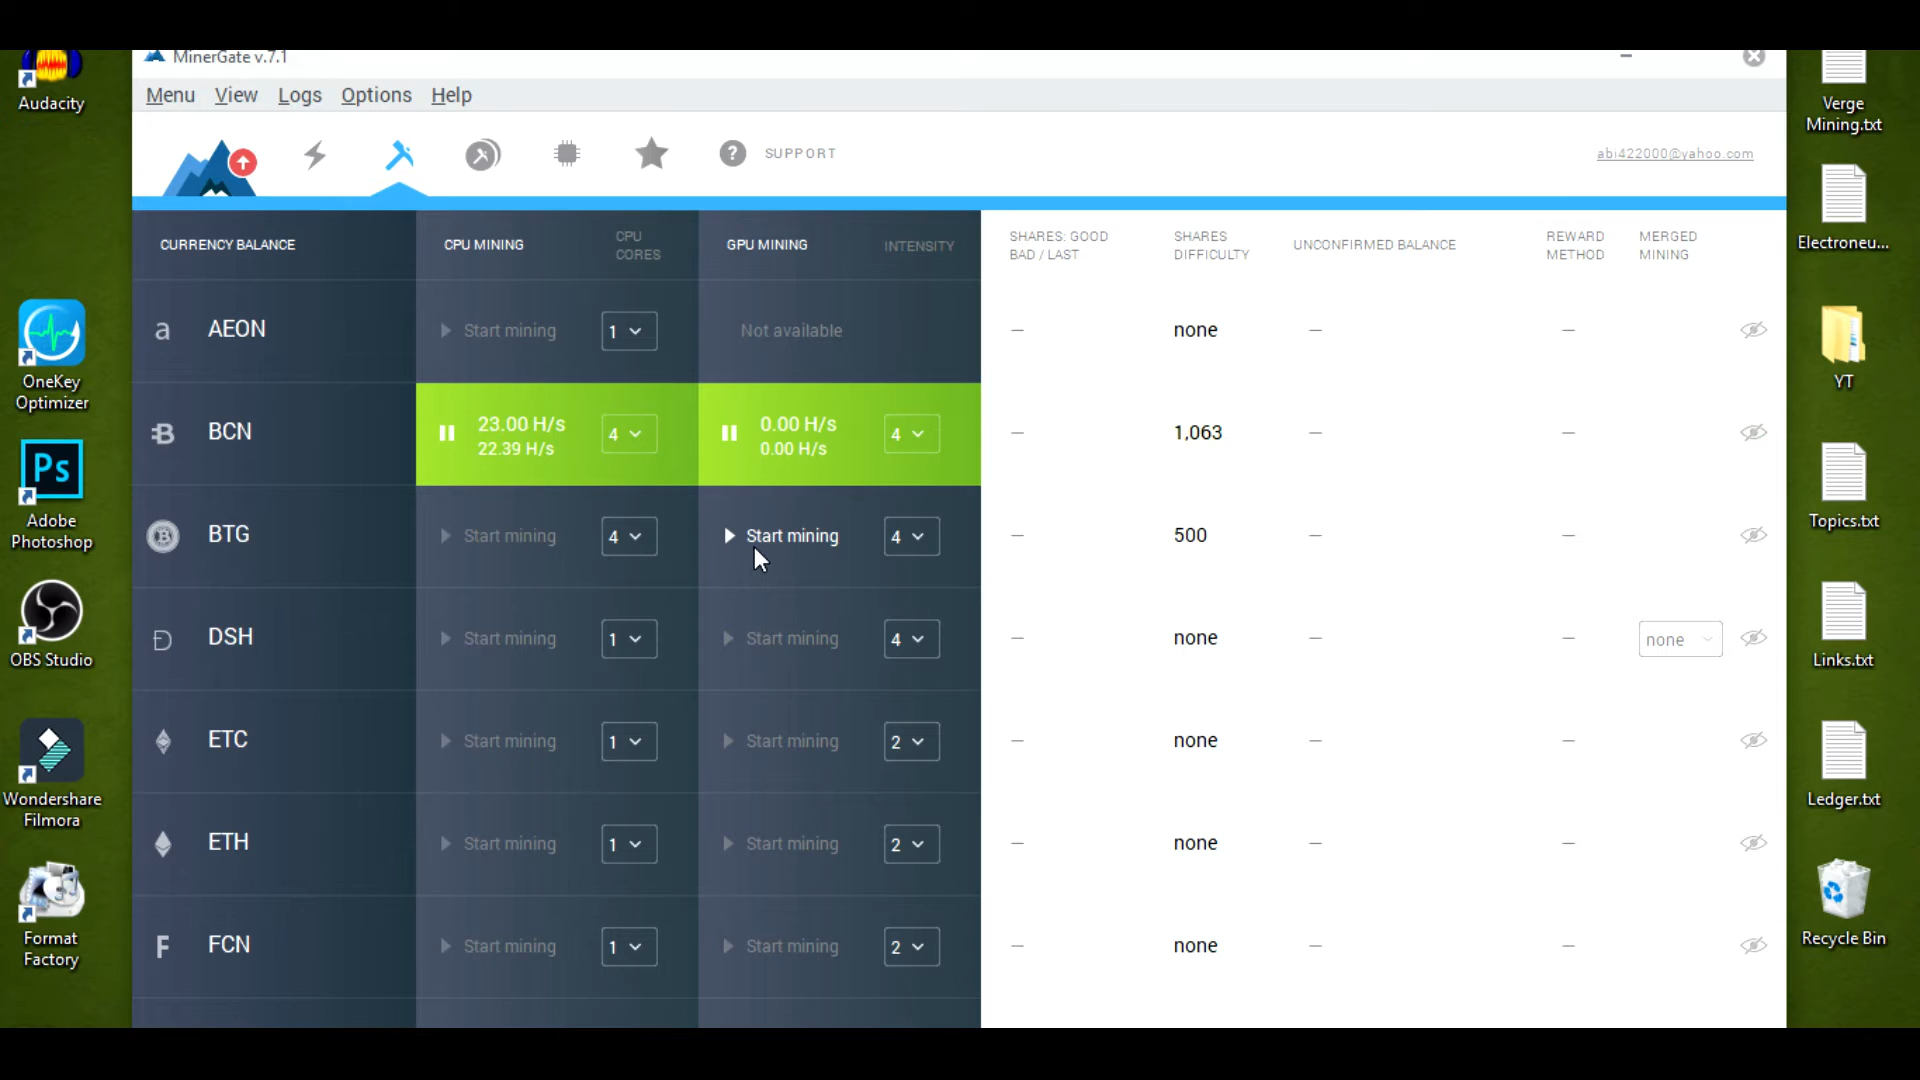 MinerGate v.7.1
Menu View Logs Options Help
SUPPORT
abi422000@yahoo.com
CURRENCY BALANCE
CPU MINING
CPU
CORES
GPU MINING
INTENSITY
SHARES: GOOD
BAD / LAST
SHARES
DIFFICULTY
UNCONFIRMED BALANCE
REWARD
METHOD
MERGED
MINING
a AEON Start mining 1 Not available — none — —
BCN 23.00 H/s 4 0.00 H/s 4 — 1,063 — —
22.39 H/s 0.00 H/s
BTG Start mining 4 Start mining 4 — 500 — —
DSH Start mining 1 Start mining 4 — none — — none
ETC Start mining 1 Start mining 2 — none — —
ETH Start mining 1 Start mining 2 — none — —
F FCN Start mining 1 Start mining 2 — none — —
Audacity
OneKey
Optimizer
Ps
Adobe
Photoshop
OBS Studio
Wondershare
Filmora
Format
Factory
Verge
Mining.txt
Electroneu...
YT
Topics.txt
Links.txt
Ledger.txt
Recycle Bin